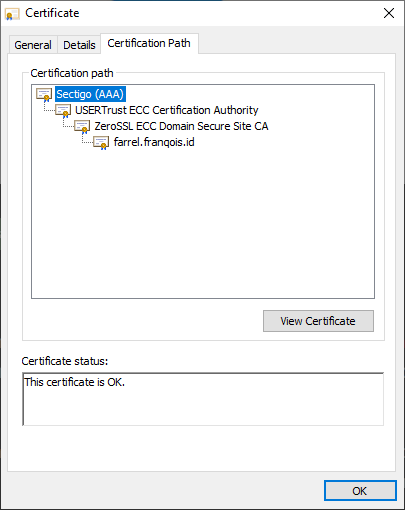 Certificate
General
Details
Certification Path
Certification path
Sectigo (AAA)
USERTrust ECC Certification Authority
ZeroSSL ECC Domain Secure Site CA
farrel.franqois.id
View Certificate
Certificate status:
This certificate is OK.
OK